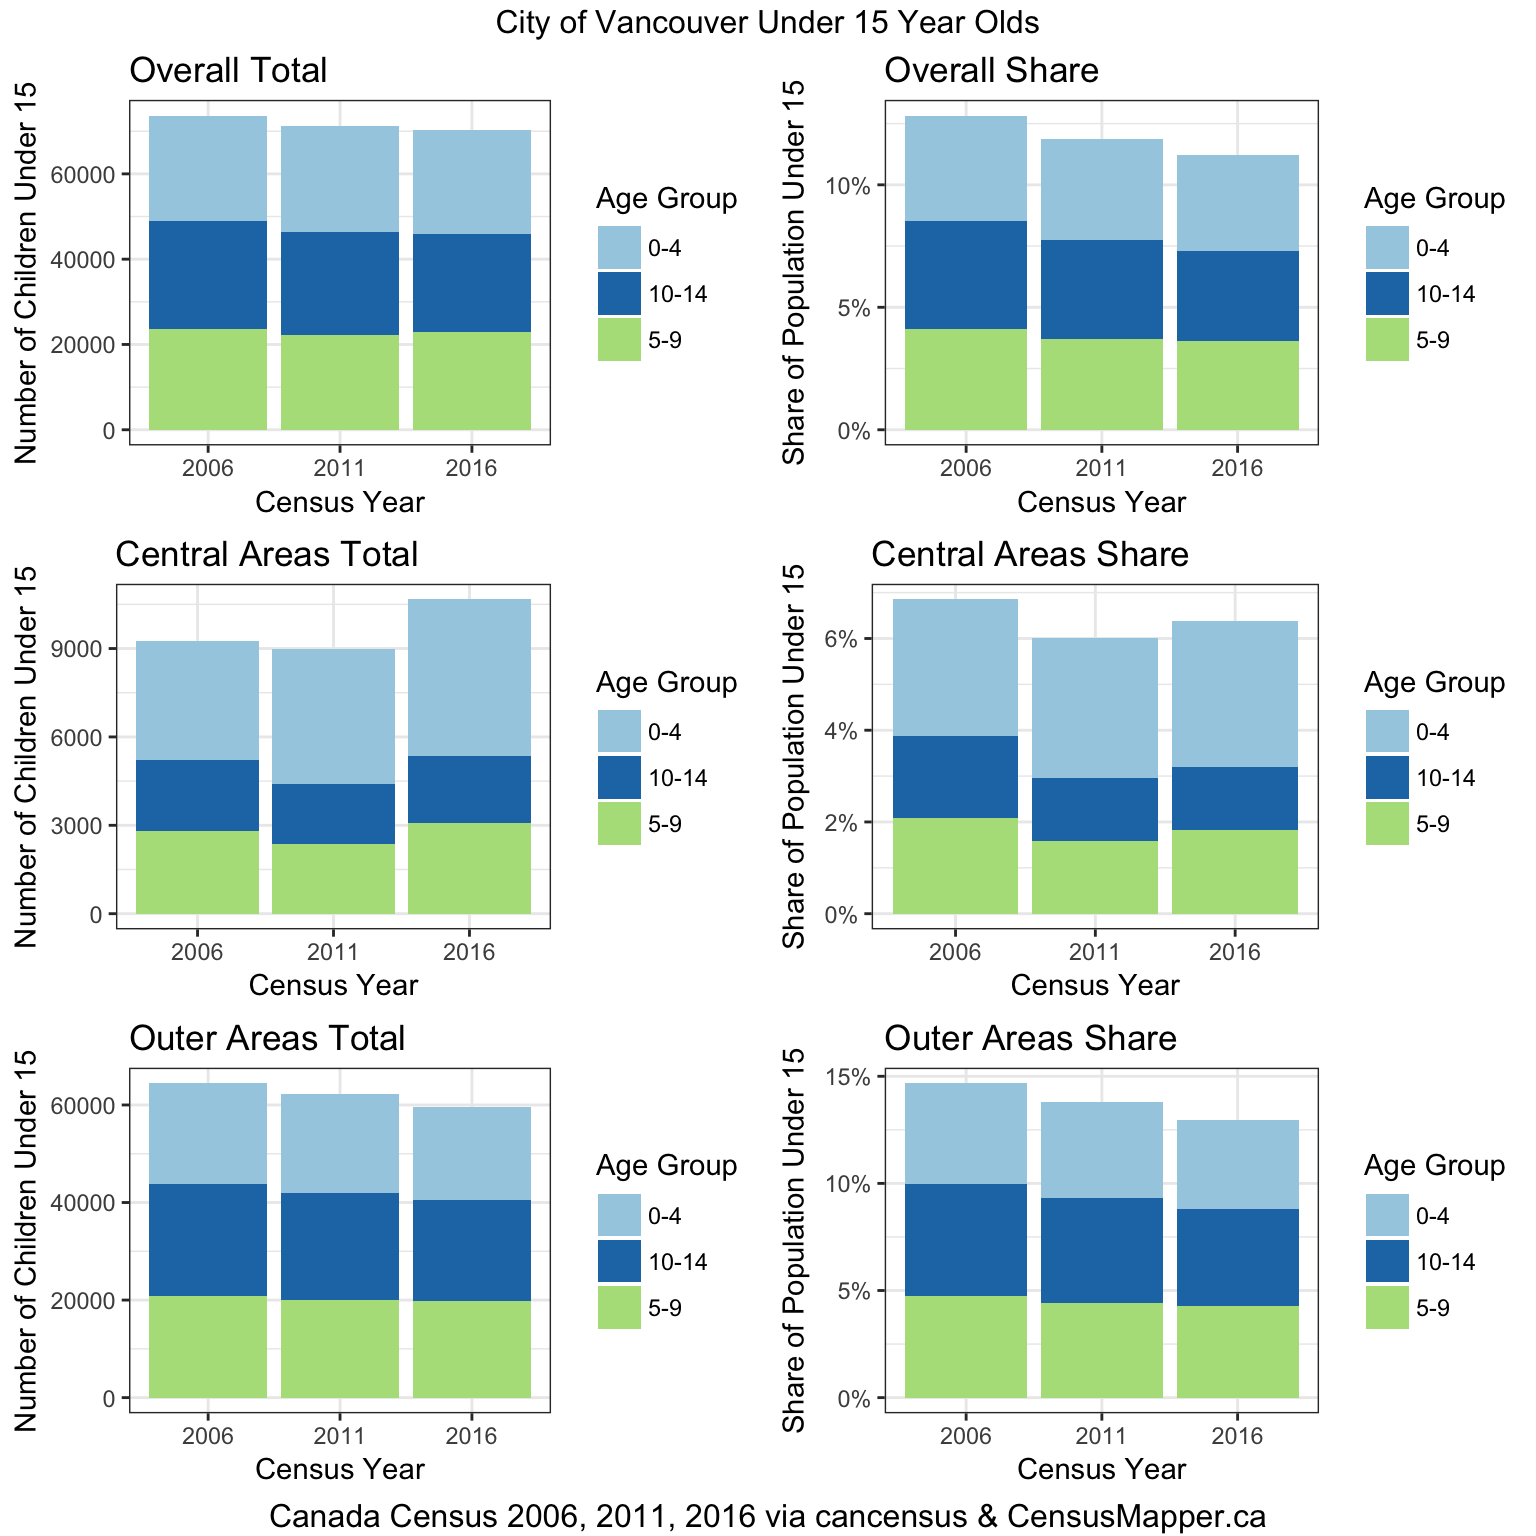 City of Vancouver Under 15 Year Olds
Overall Total
Number of Children Under 15
60000
40000
20000
0
2006 2011 2016
Census Year
Age Group
0-4
10-14
5-9
Overall Share
Share of Population Under 15
10%
5%
0%
2006 2011 2016
Census Year
Age Group
0-4
10-14
5-9
Central Areas Total
Number of Children Under 15
9000
6000
3000
0
2006 2011 2016
Census Year
Age Group
0-4
10-14
5-9
Central Areas Share
Share of Population Under 15
6%
4%
2%
0%
2006 2011 2016
Census Year
Age Group
0-4
10-14
5-9
Outer Areas Total
Number of Children Under 15
60000
40000
20000
0
2006 2011 2016
Census Year
Age Group
0-4
10-14
5-9
Outer Areas Share
Share of Population Under 15
15%
10%
5%
0%
2006 2011 2016
Census Year
Age Group
0-4
10-14
5-9
Canada Census 2006, 2011, 2016 via cancensus & CensusMapper.ca